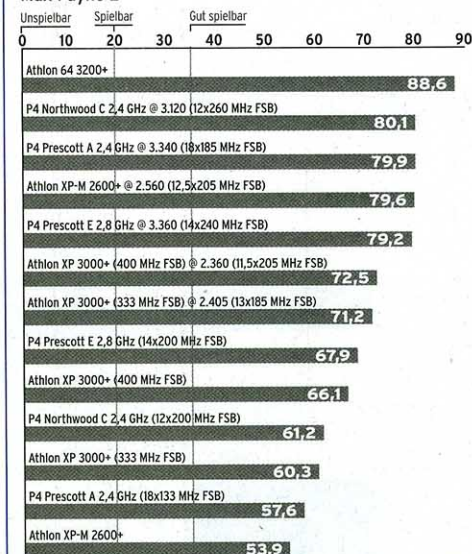 Unspielbar Spielbar Gut spielbar
0 10 20 30 40 50 60 70 80 90
Athlon 64 3200+
88,6
P4 Northwood C 2,4 GHz @ 3.120 (12x260 MHz FSB)
80,1
P4 Prescott A 2,4 GHz @ 3.340 (18x185 MHz FSB)
79,9
Athlon XP-M 2600+ @ 2.560 (12,5x205 MHz FSB)
79,6
P4 Prescott E 2,8 GHz @ 3.360 (14x240 MHz FSB)
79,2
Athlon XP 3000+ (400 MHz FSB) @ 2.360 (11,5x205 MHz FSB)
72,5
Athlon XP 3000+ (333 MHz FSB) @ 2.405 (13x185 MHz FSB)
71,2
P4 Prescott E 2,8 GHz (14x200 MHz FSB)
67,9
Athlon XP 3000+ (400 MHz FSB)
66,1
P4 Northwood C 2,4 GHz (12x200 MHz FSB)
61,2
Athlon XP 3000+ (333 MHz FSB)
60,3
P4 Prescott A 2,4 GHz (18x133 MHz FSB)
57,6
Athlon XP-M 2600+
53,9